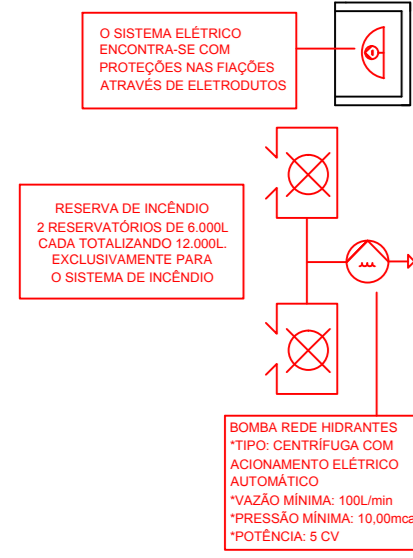 O SISTEMA ELÉTRICO
ENCONTRA-SE COM
PROTEÇÕES NAS FIAÇÕES
ATRAVÉS DE ELETRODUTOS
RESERVA DE INCÊNDIO
2 RESERVATÓRIOS DE 6.000L
CADA TOTALIZANDO 12.000L.
EXCLUSIVAMENTE PARA
O SISTEMA DE INCÊNDIO
BOMBA REDE HIDRANTES
*TIPO: CENTRÍFUGA COM
ACIONAMENTO ELÉTRICO
AUTOMÁTICO
*VAZÃO MÍNIMA: 100L/min
*PRESSÃO MÍNIMA: 10,00mca
*POTÊNCIA: 5 CV